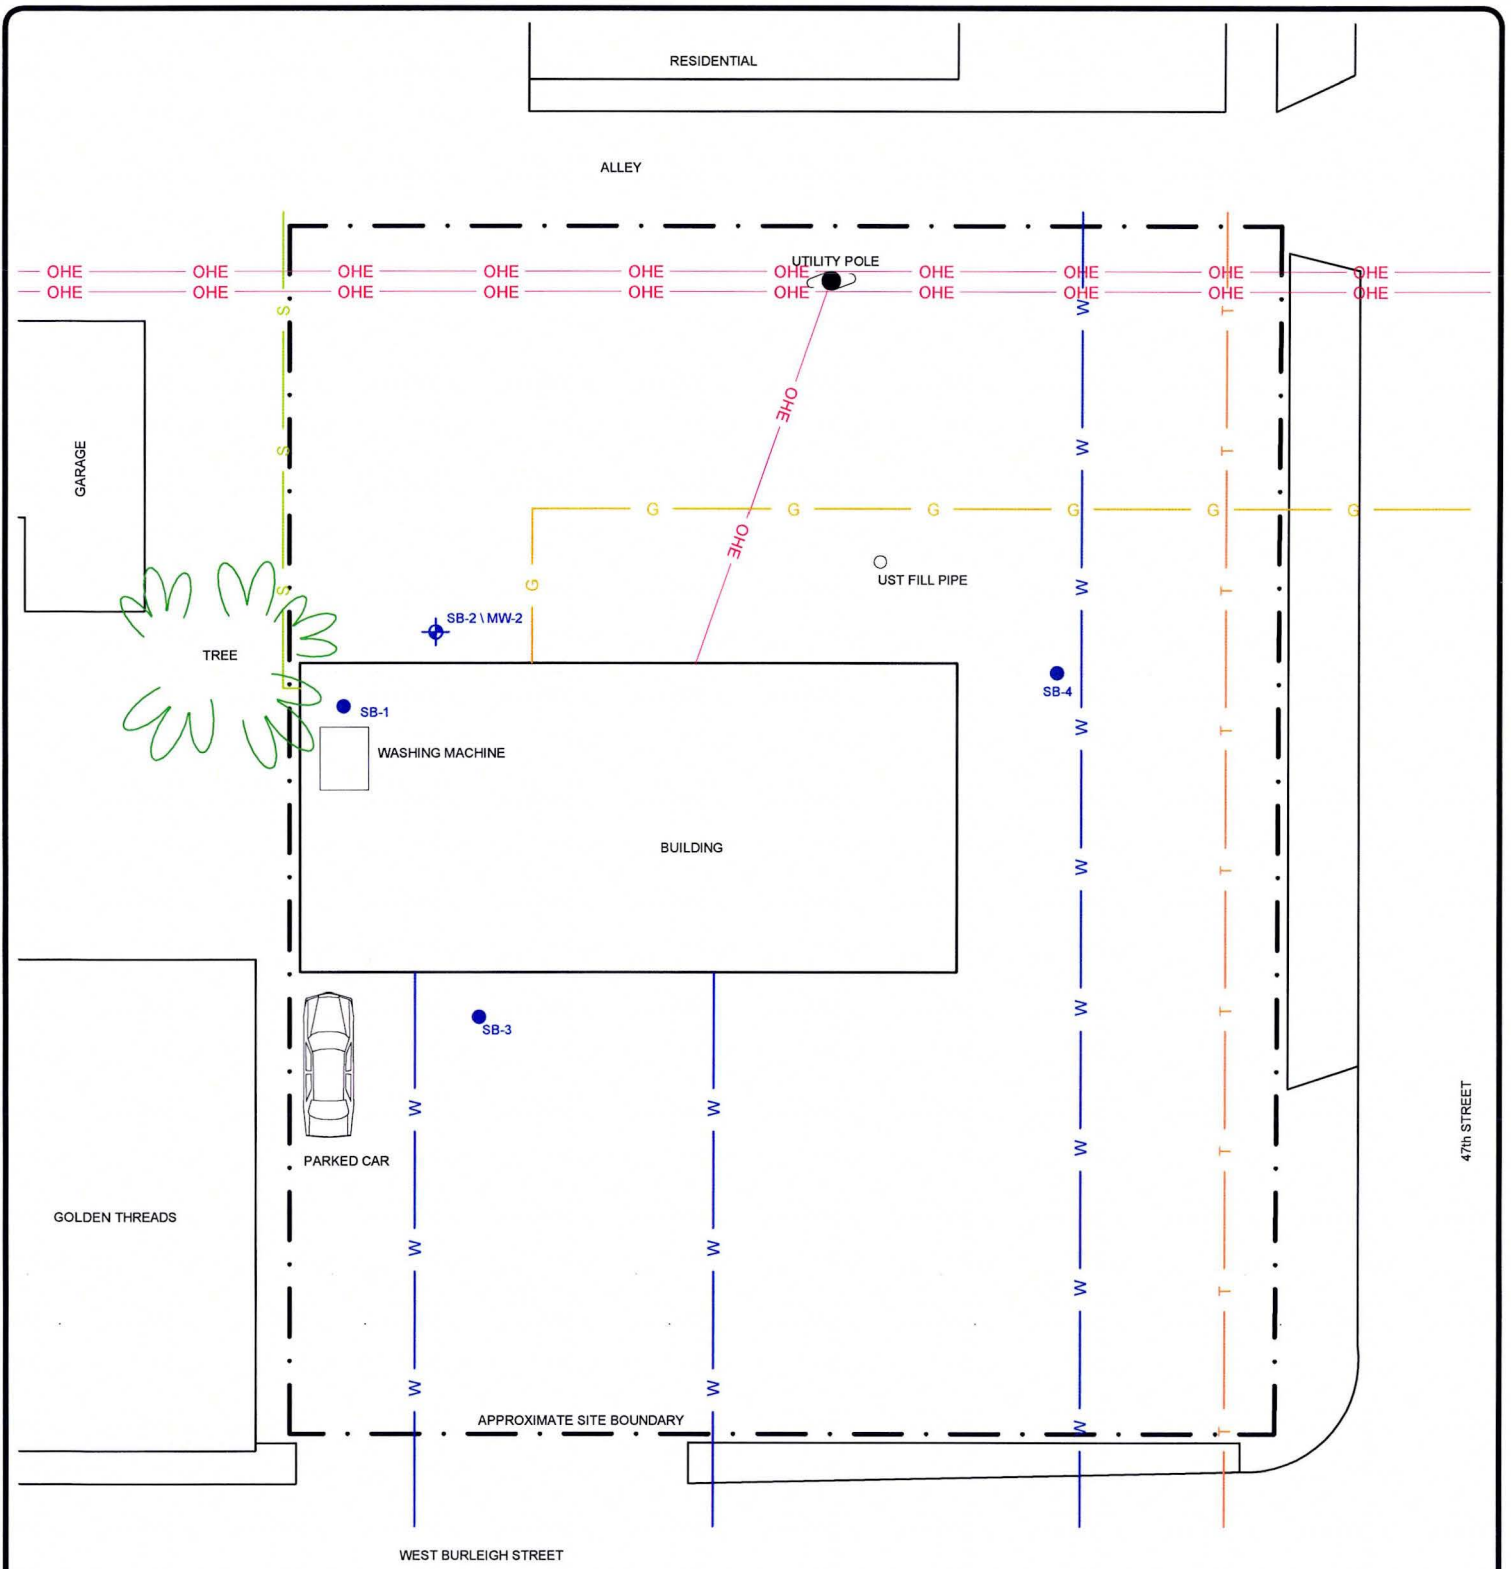 RESIDENTIAL
ALLEY
UTILITY POLE
OHE OHE OHE OHE OHE OHE OHE OHE OHE OHE
OHE OHE OHE OHE OHE OHE OHE OHE OHE OHE
S W T
OHE
GARAGE
S W T
G G G G G G
OHE
UST FILL PIPE
S G W T
SB-2 \ MW-2
TREE
SB-4
SB-1
W T
WASHING MACHINE
BUILDING
W T
W T
SB-3
W W
47th STREET
W T
PARKED CAR
GOLDEN THREADS
W W
W T
W W
APPROXIMATE SITE BOUNDARY
W T
WEST BURLEIGH STREET